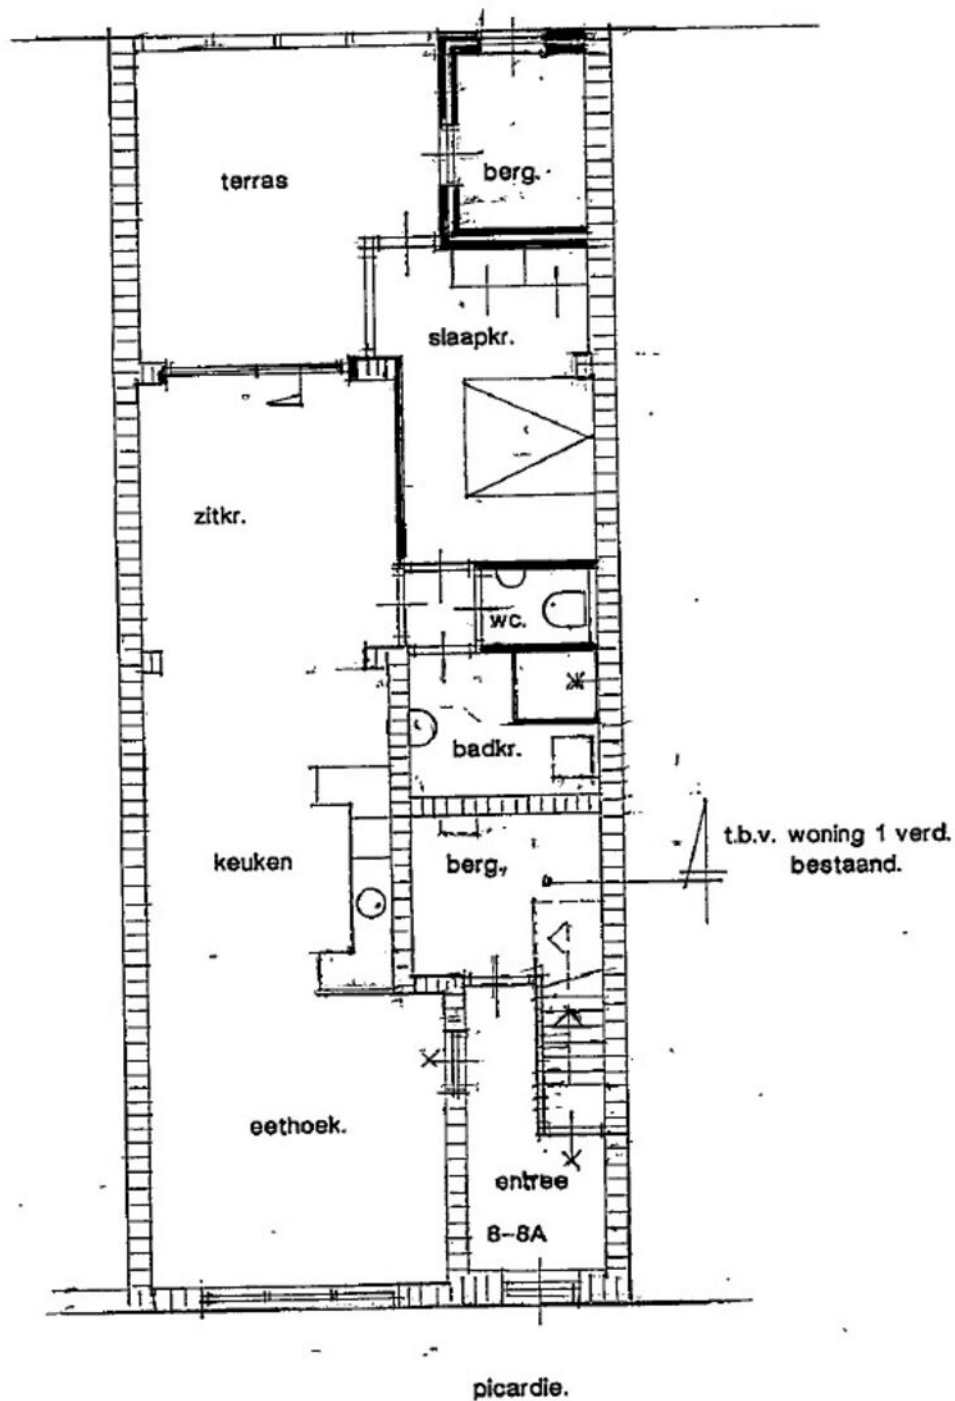 terras
berg.
slaapkr.
zitkr.
wc.
badkr.
keuken
berg.
t.b.v. woning 1 verd.
bestaand.
eethoek.
entree
8-8A
picardie.